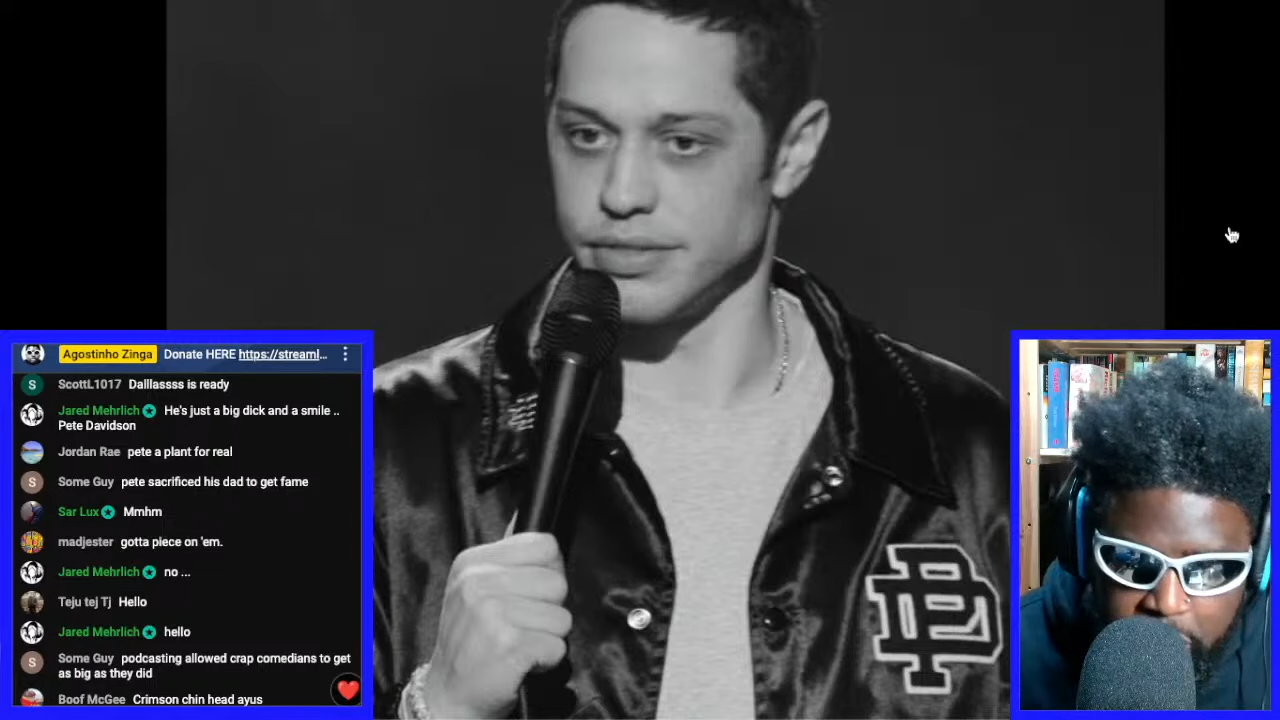 Agostinho Zinga Donate HERE https://streaml...
ScottL1017 Dalllassss is ready
Jared Mehrlich He's just a big dick and a smile ..
Pete Davidson
Jordan Rae pete a plant for real
Some Guy pete sacrificed his dad to get fame
Sar Lux Mmhm
madjester gotta piece on 'em.
Jared Mehrlich no ...
Teju tej Tj Hello
Jared Mehrlich hello
Some Guy podcasting allowed crap comedians to get
as big as they did
Boof McGee Crimson chin head ayus